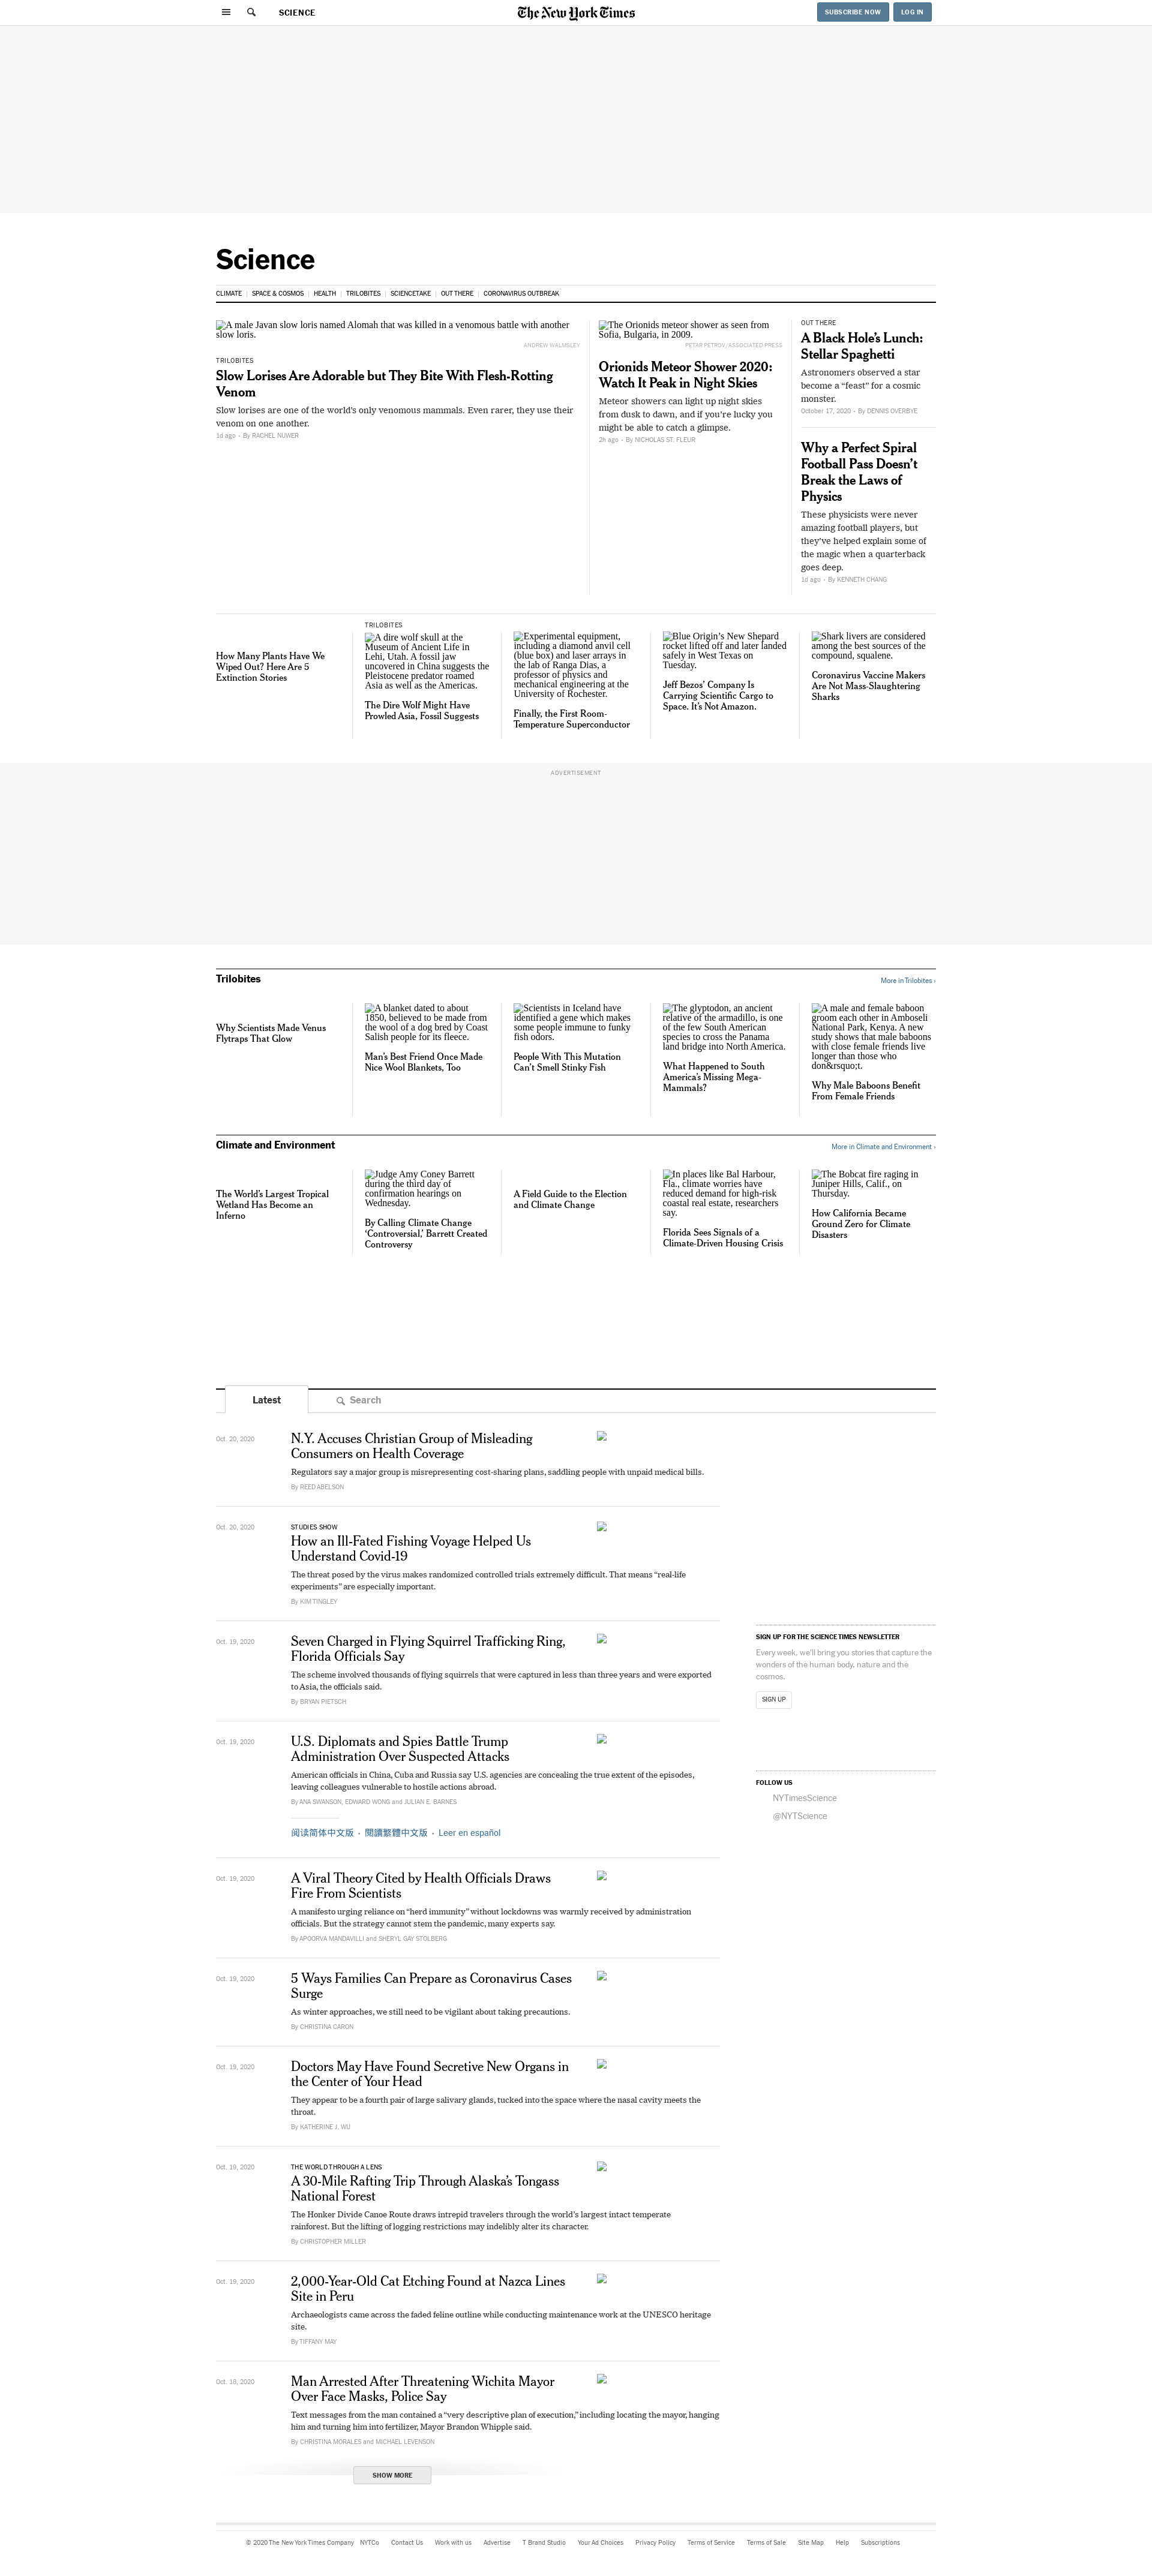 SCIENCE
The New York Times
SUBSCRIBE NOW
LOG IN
Science
CLIMATE
SPACE & COSMOS
HEALTH
TRILOBITES
SCIENCETAKE
OUT THERE
CORONAVIRUS OUTBREAK
A male Javan slow loris named Alomah that was killed in a venomous battle with another
slow loris.
ANDREW WALMSLEY
TRILOBITES
Slow Lorises Are Adorable but They Bite With Flesh-Rotting
Venom
Slow lorises are one of the world's only venomous mammals. Even rarer, they use their
venom on one another.
1d ago • By RACHEL NUWER
The Orionids meteor shower as seen from
Sofia, Bulgaria, in 2009.
PETAR PETROV/ASSOCIATED PRESS
Orionids Meteor Shower 2020:
Watch It Peak in Night Skies
Meteor showers can light up night skies
from dusk to dawn, and if you're lucky you
might be able to catch a glimpse.
2h ago • By NICHOLAS ST. FLEUR
OUT THERE
A Black Hole's Lunch:
Stellar Spaghetti
Astronomers observed a star
become a “feast” for a cosmic
monster.
October 17, 2020 • By DENNIS OVERBYE
Why a Perfect Spiral
Football Pass Doesn't
Break the Laws of
Physics
These physicists were never
amazing football players, but
they've helped explain some of
the magic when a quarterback
goes deep.
1d ago • By KENNETH CHANG
How Many Plants Have We
Wiped Out? Here Are 5
Extinction Stories
TRILOBITES
A dire wolf skull at the
Museum of Ancient Life in
Lehi, Utah. A fossil jaw
uncovered in China suggests the
Pleistocene predator roamed
Asia as well as the Americas.
The Dire Wolf Might Have
Prowled Asia, Fossil Suggests
Experimental equipment,
including a diamond anvil cell
(blue box) and laser arrays in
the lab of Ranga Dias, a
professor of physics and
mechanical engineering at the
University of Rochester.
Finally, the First Room-
Temperature Superconductor
Blue Origin's New Shepard
rocket lifted off and later landed
safely in West Texas on
Tuesday.
Jeff Bezos' Company Is
Carrying Scientific Cargo to
Space. It's Not Amazon.
Shark livers are considered
among the best sources of the
compound, squalene.
Coronavirus Vaccine Makers
Are Not Mass-Slaughtering
Sharks
ADVERTISEMENT
Trilobites
More in Trilobites ›
Why Scientists Made Venus
Flytraps That Glow
A blanket dated to about
1850, believed to be made from
the wool of a dog bred by Coast
Salish people for its fleece.
Man's Best Friend Once Made
Nice Wool Blankets, Too
Scientists in Iceland have
identified a gene which makes
some people immune to funky
fish odors.
People With This Mutation
Can't Smell Stinky Fish
The glyptodon, an ancient
relative of the armadillo, is one
of the few South American
species to cross the Panama
land bridge into North America.
What Happened to South
America's Missing Mega-
Mammals?
A male and female baboon
groom each other in Amboseli
National Park, Kenya. A new
study shows that male baboons
with close female friends live
longer than those who
don&rsquo;t.
Why Male Baboons Benefit
From Female Friends
Climate and Environment
More in Climate and Environment ›
The World's Largest Tropical
Wetland Has Become an
Inferno
Judge Amy Coney Barrett
during the third day of
confirmation hearings on
Wednesday.
By Calling Climate Change
‘Controversial,’ Barrett Created
Controversy
A Field Guide to the Election
and Climate Change
In places like Bal Harbour,
Fla., climate worries have
reduced demand for high-risk
coastal real estate, researchers
say.
Florida Sees Signals of a
Climate-Driven Housing Crisis
The Bobcat fire raging in
Juniper Hills, Calif., on
Thursday.
How California Became
Ground Zero for Climate
Disasters
Latest
Search
Oct. 20, 2020
N.Y. Accuses Christian Group of Misleading
Consumers on Health Coverage
Regulators say a major group is misrepresenting cost-sharing plans, saddling people with unpaid medical bills.
By REED ABELSON
Oct. 20, 2020
STUDIES SHOW
How an Ill-Fated Fishing Voyage Helped Us
Understand Covid-19
The threat posed by the virus makes randomized controlled trials extremely difficult. That means “real-life
experiments” are especially important.
By KIM TINGLEY
Oct. 19, 2020
Seven Charged in Flying Squirrel Trafficking Ring,
Florida Officials Say
The scheme involved thousands of flying squirrels that were captured in less than three years and were exported
to Asia, the officials said.
By BRYAN PIETSCH
SIGN UP FOR THE SCIENCE TIMES NEWSLETTER
Every week, we'll bring you stories that capture the
wonders of the human body, nature and the
cosmos.
SIGN UP
Oct. 19, 2020
U.S. Diplomats and Spies Battle Trump
Administration Over Suspected Attacks
American officials in China, Cuba and Russia say U.S. agencies are concealing the true extent of the episodes,
leaving colleagues vulnerable to hostile actions abroad.
By ANA SWANSON, EDWARD WONG and JULIAN E. BARNES
阅读简体中文版 • 閱讀繁體中文版 • Leer en español
FOLLOW US
NYTimesScience
@NYTScience
Oct. 19, 2020
A Viral Theory Cited by Health Officials Draws
Fire From Scientists
A manifesto urging reliance on “herd immunity” without lockdowns was warmly received by administration
officials. But the strategy cannot stem the pandemic, many experts say.
By APOORVA MANDAVILLI and SHERYL GAY STOLBERG
Oct. 19, 2020
5 Ways Families Can Prepare as Coronavirus Cases
Surge
As winter approaches, we still need to be vigilant about taking precautions.
By CHRISTINA CARON
Oct. 19, 2020
Doctors May Have Found Secretive New Organs in
the Center of Your Head
They appear to be a fourth pair of large salivary glands, tucked into the space where the nasal cavity meets the
throat.
By KATHERINE J. WU
Oct. 19, 2020
THE WORLD THROUGH A LENS
A 30-Mile Rafting Trip Through Alaska's Tongass
National Forest
The Honker Divide Canoe Route draws intrepid travelers through the world's largest intact temperate
rainforest. But the lifting of logging restrictions may indelibly alter its character.
By CHRISTOPHER MILLER
Oct. 19, 2020
2,000-Year-Old Cat Etching Found at Nazca Lines
Site in Peru
Archaeologists came across the faded feline outline while conducting maintenance work at the UNESCO heritage
site.
By TIFFANY MAY
Oct. 18, 2020
Man Arrested After Threatening Wichita Mayor
Over Face Masks, Police Say
Text messages from the man contained a “very descriptive plan of execution,” including locating the mayor, hanging
him and turning him into fertilizer, Mayor Brandon Whipple said.
By CHRISTINA MORALES and MICHAEL LEVENSON
SHOW MORE
© 2020 The New York Times Company
NYTCo
Contact Us
Work with us
Advertise
T Brand Studio
Your Ad Choices
Privacy Policy
Terms of Service
Terms of Sale
Site Map
Help
Subscriptions